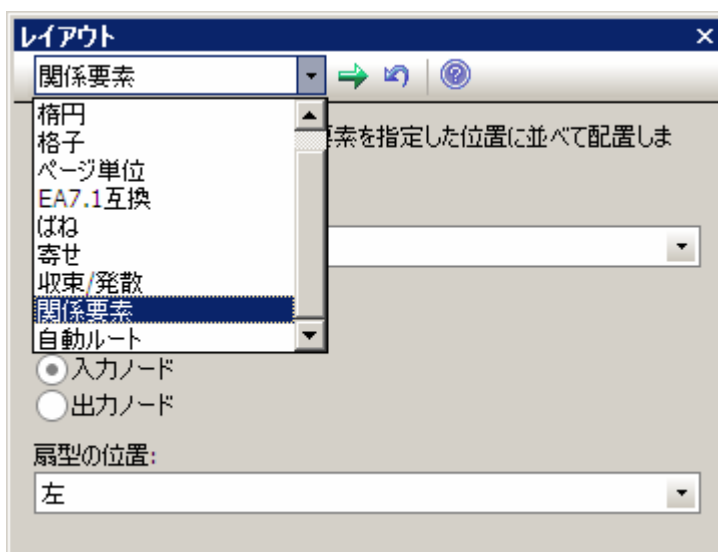 レイアウト
関係要素
楕円
格子
ページ単位
EA7.1互換
ばね
寄せ
収束/発散
関係要素
自動ルート
素を指定した位置に並べて配置しま
入力ノード
出力ノード
扇型の位置:
左